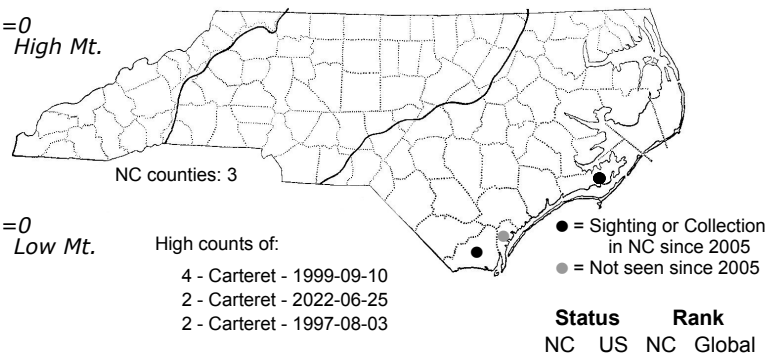 =0
High Mt.
NC counties: 3
=0
Low Mt.
High counts of:
4 - Carteret - 1999-09-10
2 - Carteret - 2022-06-25
2 - Carteret - 1997-08-03
● = Sighting or Collection
in NC since 2005
● = Not seen since 2005
Status Rank
NC US NC Global